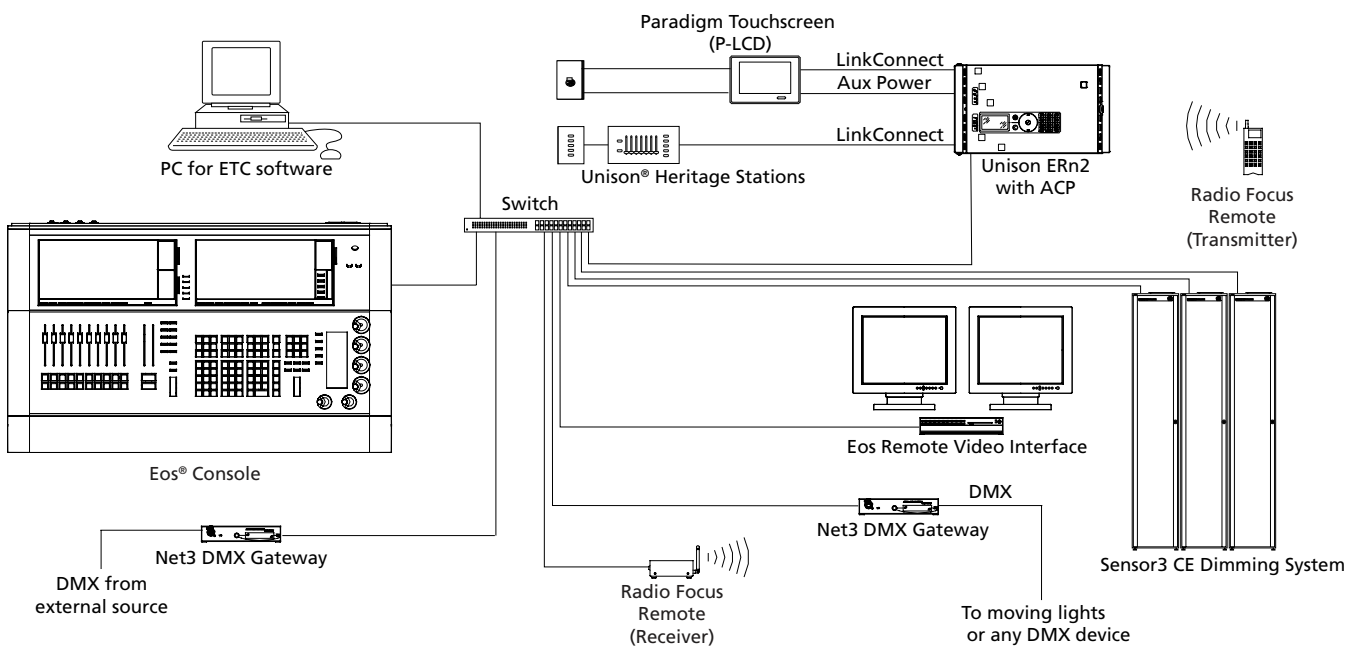 Paradigm Touchscreen
(P-LCD)
LinkConnect
Aux Power
LinkConnect
PC for ETC software
Unison® Heritage Stations
Unison ERn2
with ACP
Radio Focus
Remote
(Transmitter)
Switch
Eos® Console
Eos Remote Video Interface
DMX
Net3 DMX Gateway
Net3 DMX Gateway
Sensor3 CE Dimming System
DMX from
external source
Radio Focus
Remote
(Receiver)
To moving lights
or any DMX device